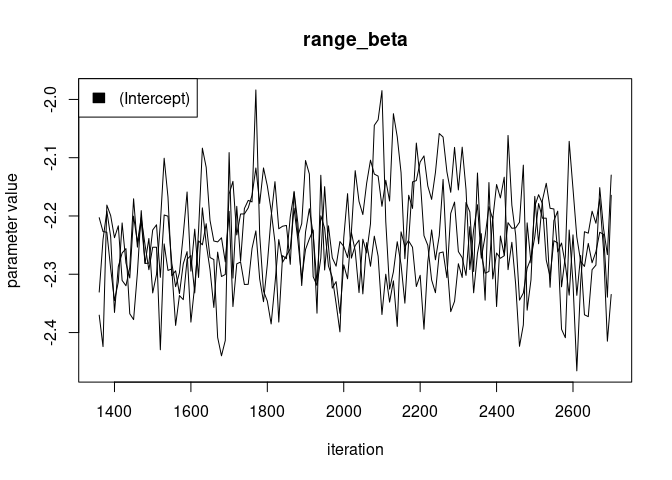 range_beta
(Intercept)
-2.0
-2.1
-2.2
-2.3
-2.4
parameter value
1400 1600 1800 2000 2200 2400 2600
iteration